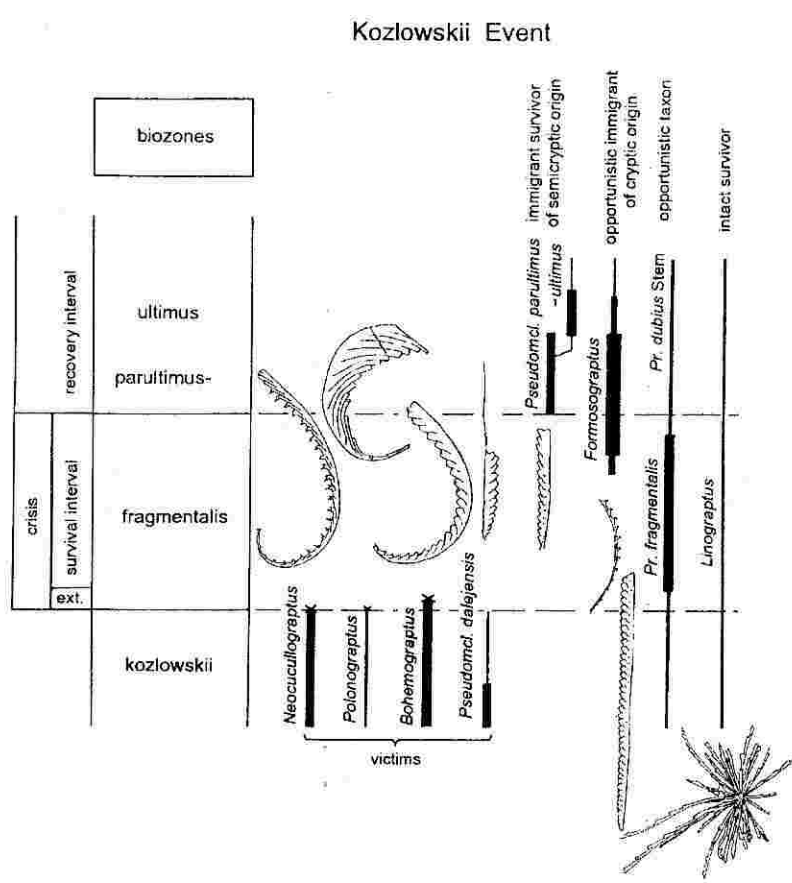 Kozlowskii Event
biozones
immigrant survivor
of semicryptic origin
opportunistic immigrant
of cryptic origin
opportunistic taxon
intact survivor
recovery interval
ultimus
parultimus-
Pseudomcl. parultimus
-ultimus
Formosograptus
Pr. dubius Stem
crisis
survival interval
fragmentalis
Pr. fragmentalis
Linograptus
ext.
kozlowskii
Neocucullograptus
Polonograptus
Bohemograptus
Pseudomcl. dalejensis
victims